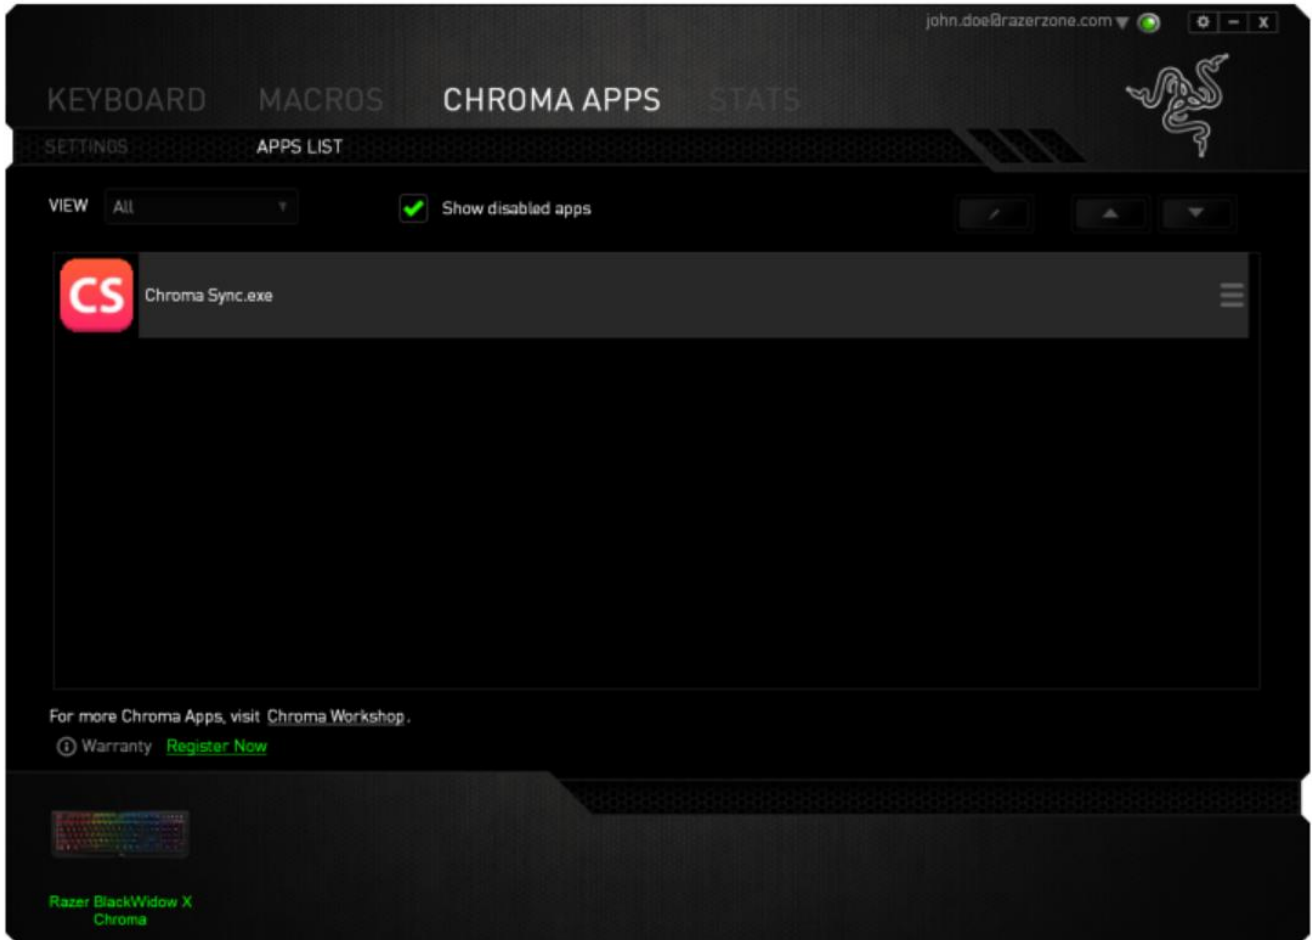 john.doe@razerzone.com
KEYBOARD MACROS CHROMA APPS STATS
SETTINGS APPS LIST
VIEW All Show disabled apps
CS Chroma Sync.exe
For more Chroma Apps, visit Chroma Workshop.
Warranty Register Now
Razer BlackWidow X
Chroma